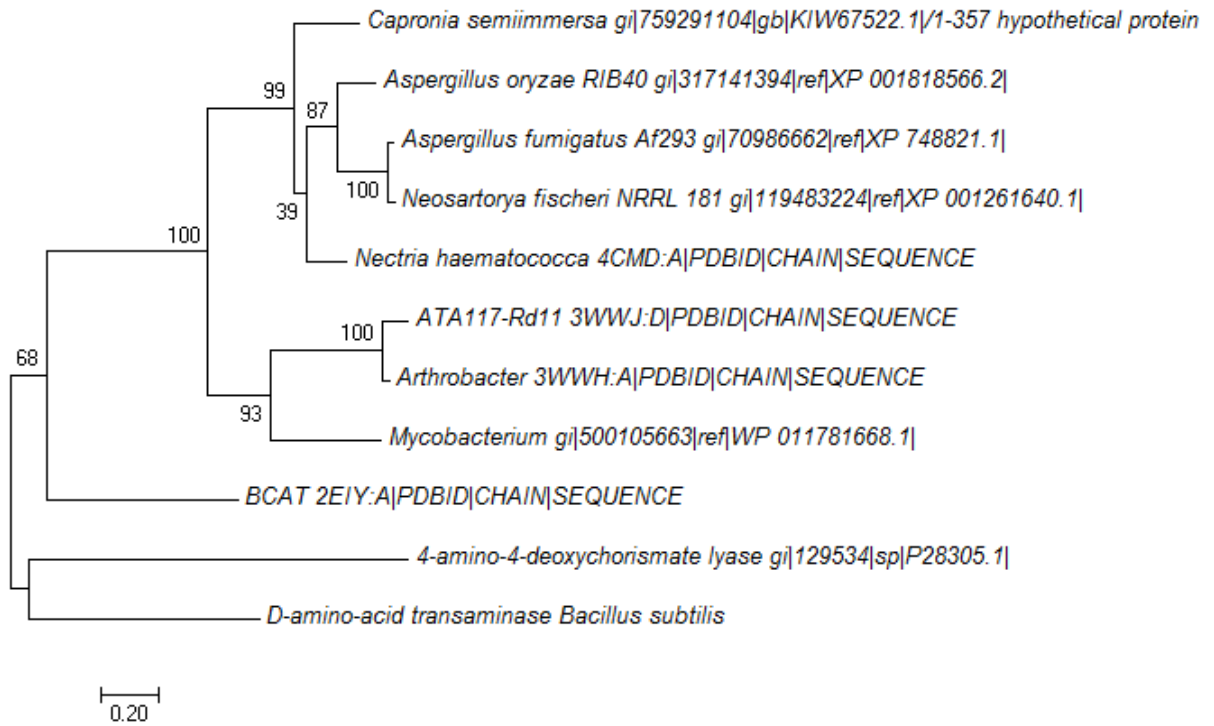 Capronia semiimmersa gi|759291104|gb|KIW67522.1|/1-357 hypothetical protein
Aspergillus oryzae RIB40 gi|317141394|ref|XP 001818566.2|
99
87
Aspergillus fumigatus Af293 gi|70986662|ref|XP 748821.1|
100
Neosartorya fischeri NRRL 181 gi|119483224|ref|XP 001261640.1|
39
100
Nectria haematococca 4CMD:A|PDBID|CHAIN|SEQUENCE
ATA117-Rd11 3WWJ:D|PDBID|CHAIN|SEQUENCE
100
68
Arthrobacter 3WWH:A|PDBID|CHAIN|SEQUENCE
93
Mycobacterium gi|500105663|ref|WP 011781668.1|
BCAT 2EIY:A|PDBID|CHAIN|SEQUENCE
4-amino-4-deoxychorismate lyase gi|129534|sp|P28305.1|
D-amino-acid transaminase Bacillus subtilis
0.20